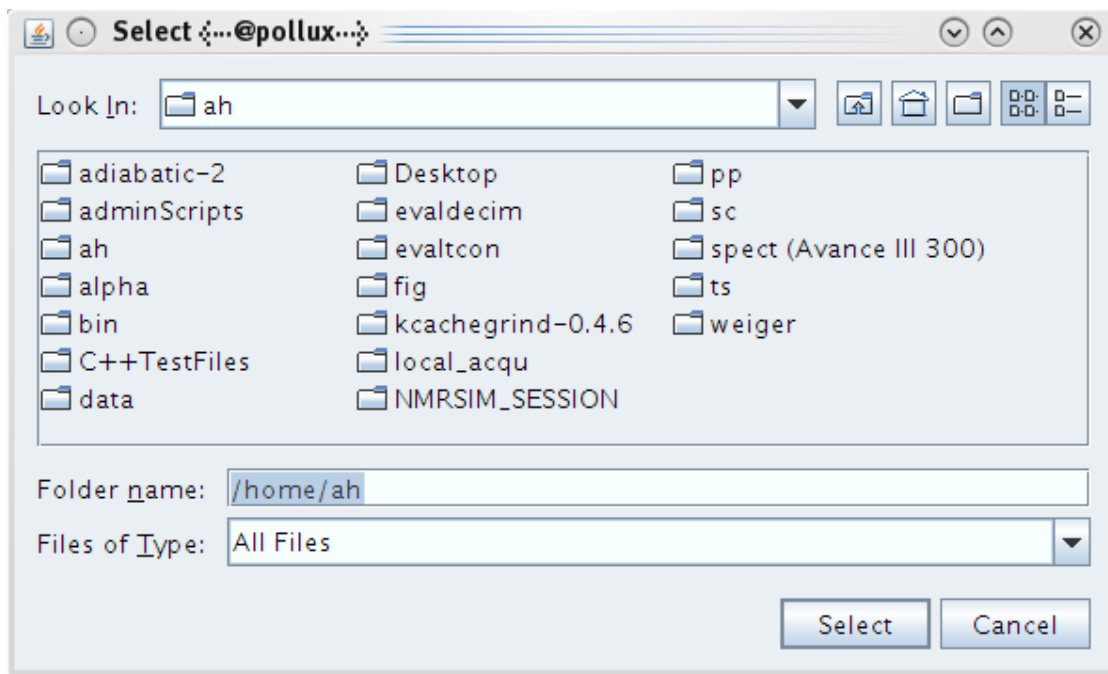 Select <...@pollux...>
Look In: ah
adiabatic-2
adminScripts
ah
alpha
bin
C++TestFiles
data
Desktop
evaldecim
evaltcon
fig
kcachegrind-0.4.6
local_acqu
NMRSIM_SESSION
pp
sc
spect (Avance III 300)
ts
weiger
Folder name: /home/ah
Files of Type: All Files
Select Cancel